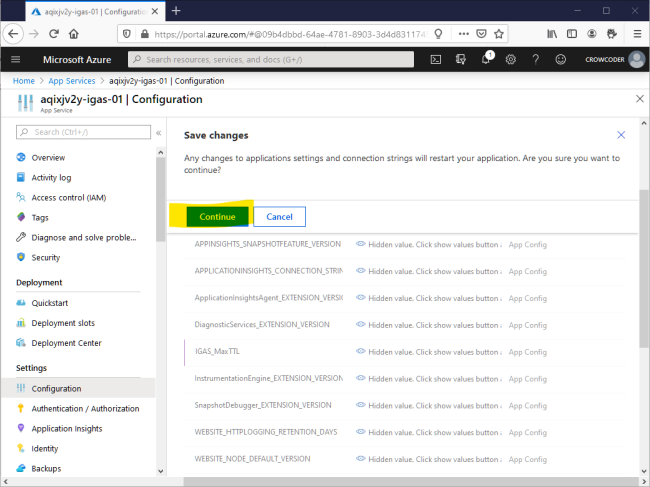 aqixjv2y-igas-01 | Configuration
https://portal.azure.com/#@09b4dbbd-64ae-4781-8903-3d4d831174
Microsoft Azure
Search resources, services, and docs (G+/)
1
CROWCODER
Home > App Services > aqixjv2y-igas-01 | Configuration
aqixjv2y-igas-01 | Configuration
App Service
Search (Ctrl+/)
Overview
Activity log
Access control (IAM)
Tags
Diagnose and solve proble...
Security
Deployment
Quickstart
Deployment slots
Deployment Center
Settings
Configuration
Authentication / Authorization
Application Insights
Identity
Backups
Save changes
Any changes to applications settings and connection strings will restart your application. Are you sure you want to
continue?
Continue Cancel
APPINSIGHTS_SNAPSHOTFEATURE_VERSION Hidden value. Click show values button App Config
APPLICATIONINSIGHTS_CONNECTION_STRIN Hidden value. Click show values button App Config
ApplicationInsightsAgent_EXTENSION_VERSIO Hidden value. Click show values button App Config
DiagnosticServices_EXTENSION_VERSION Hidden value. Click show values button App Config
IGAS_MaxTTL Hidden value. Click show values button App Config
InstrumentationEngine_EXTENSION_VERSION Hidden value. Click show values button App Config
SnapshotDebugger_EXTENSION_VERSION Hidden value. Click show values button App Config
WEBSITE_HTTPLOGGING_RETENTION_DAYS Hidden value. Click show values button App Config
WEBSITE_NODE_DEFAULT_VERSION Hidden value. Click show values button App Config